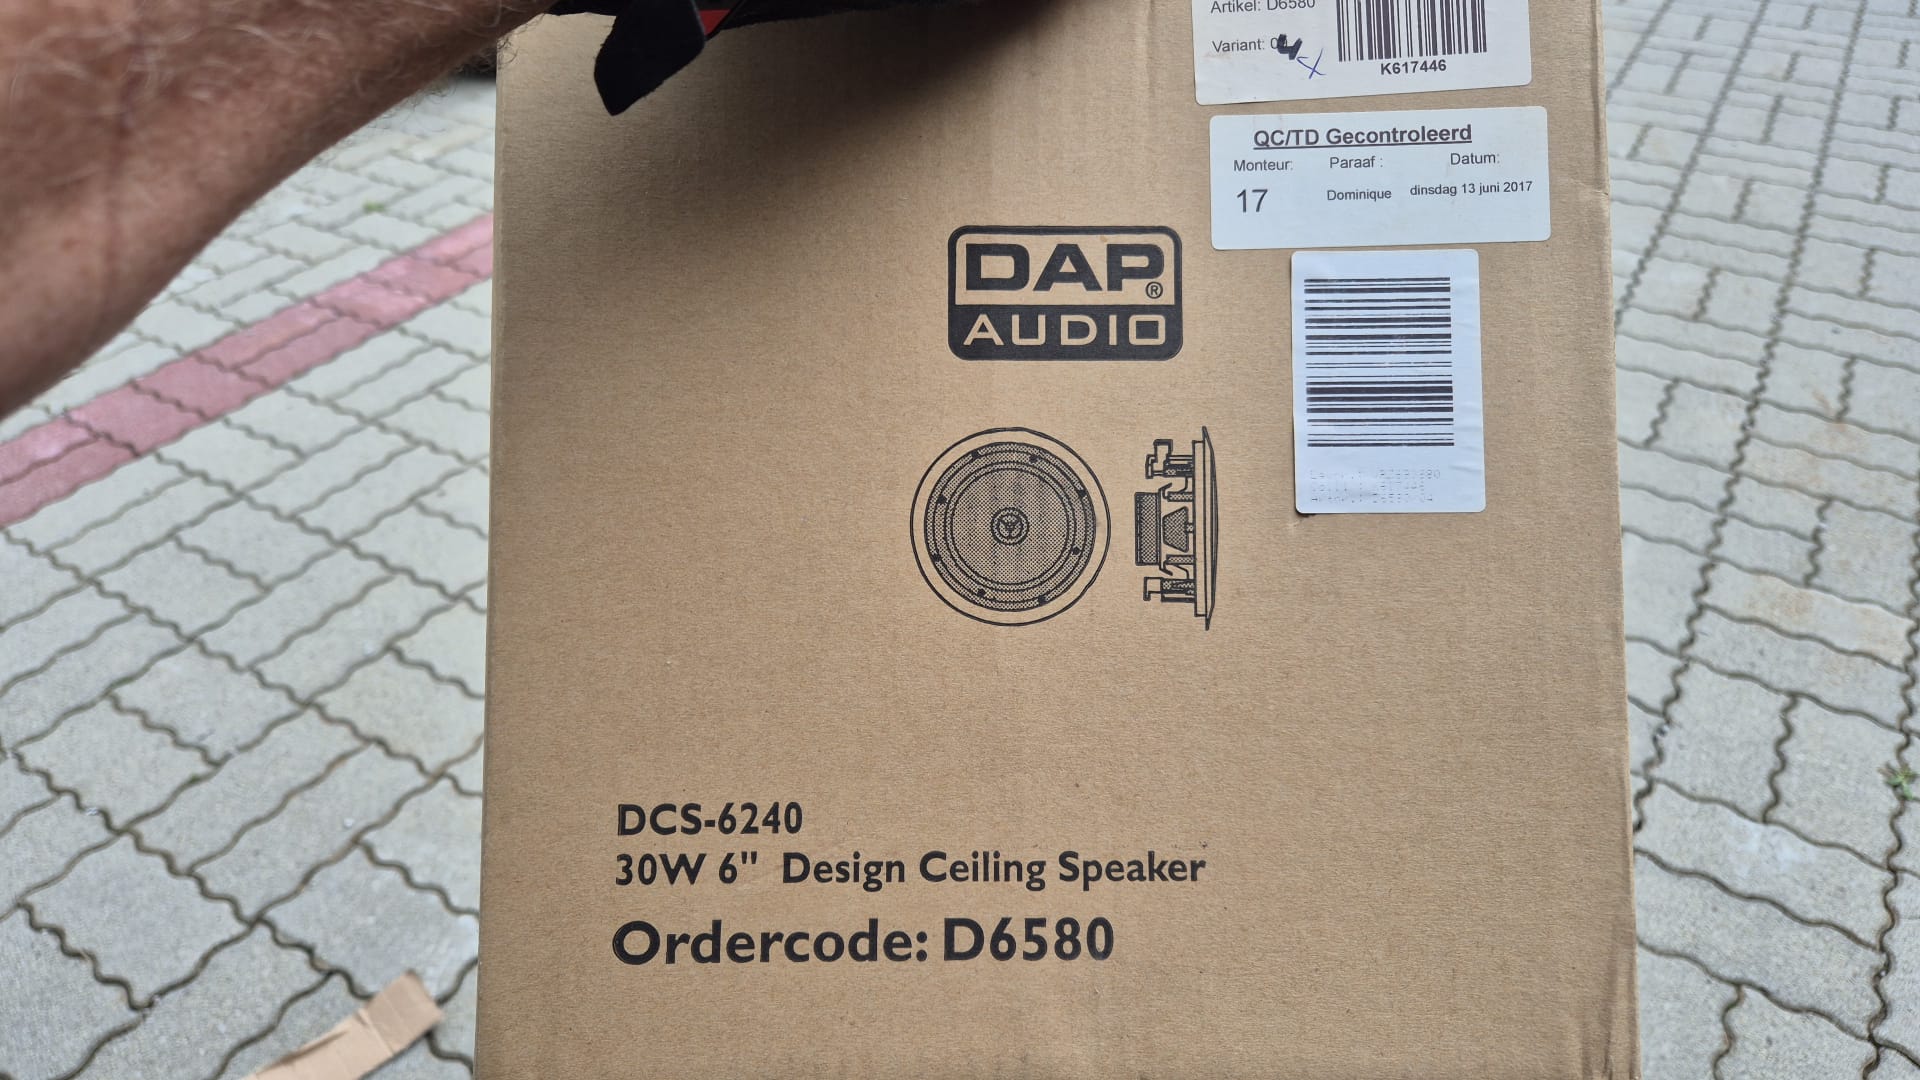 Artikel: D6580
Variant: 04
K617446
QC/TD Gecontroleerd
Monteur: Paraaf : Datum:
17 Dominique dinsdag 13 juni 2017
DAP®
AUDIO
DCS-6240
30W 6" Design Ceiling Speaker
Ordercode: D6580